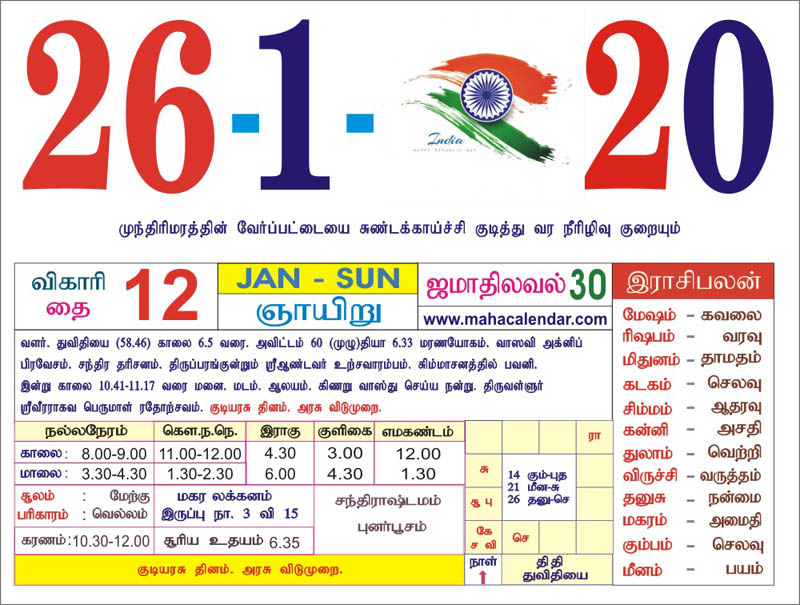 26-1- 20
India
HAPPY REPUBLIC DAY
முந்திரிமரத்தின் வேர்ப்பட்டையை சுண்டக்காய்ச்சி குடித்து வர நீரிழிவு குறையும்
விகாரி
தை 12
JAN - SUN
ஞாயிறு
ஜமாதிலவல் 30
www.mahacalendar.com
வளர். துவிதியை (58.46) காலை 6.5 வரை. அவிட்டம் 60 (முழு)தியா 6.33 மரணயோகம். வாஸவி அக்னிப்
பிரவேசம். சந்திர தரிசனம். திருப்பரங்குன்றும் ஸ்ரீஆண்டவர் உற்சவாரம்பம். கிம்மாசனத்தில் பவனி.
இன்று காலை 10.41-11.17 வரை மனை. மடம். ஆலயம். கிணறு வாஸ்து செய்ய நன்று. திருவள்ளூர்
ஸ்ரீவீரராகவ பெருமாள் ரதோற்சவம். குடியரசு தினம். அரசு விடுமுறை.
நல்லநேரம் கௌ.ந.நெ. இராகு குளிகை எமகண்டம்
காலை: 8.00-9.00 11.00-12.00 4.30 3.00 12.00
மாலை: 3.30-4.30 1.30-2.30 6.00 4.30 1.30
சூலம் : மேற்கு
பரிகாரம் : வெல்லம்
மகர லக்கனம்
இருப்பு நா. 3 வி 15
சந்திராஷ்டமம்
புனர்பூசம்
கரணம்:10.30-12.00 சூரிய உதயம் 6.35
குடியரசு தினம். அரசு விடுமுறை.
ரா
சு
சூ பு
கே
ச வி
செ
14 கும்-புத
21 மீன-சு
26 தனு-செ
நாள்
திதி
துவிதியை
இராசிபலன்
மேஷம் - கவலை
ரிஷபம் - வரவு
மிதுனம் - தாமதம்
கடகம் - செலவு
சிம்மம் - ஆதரவு
கன்னி - அசதி
துலாம் - வெற்றி
விருச்சி - வருத்தம்
தனுசு - நன்மை
மகரம் - அமைதி
கும்பம் - செலவு
மீனம் - பயம்